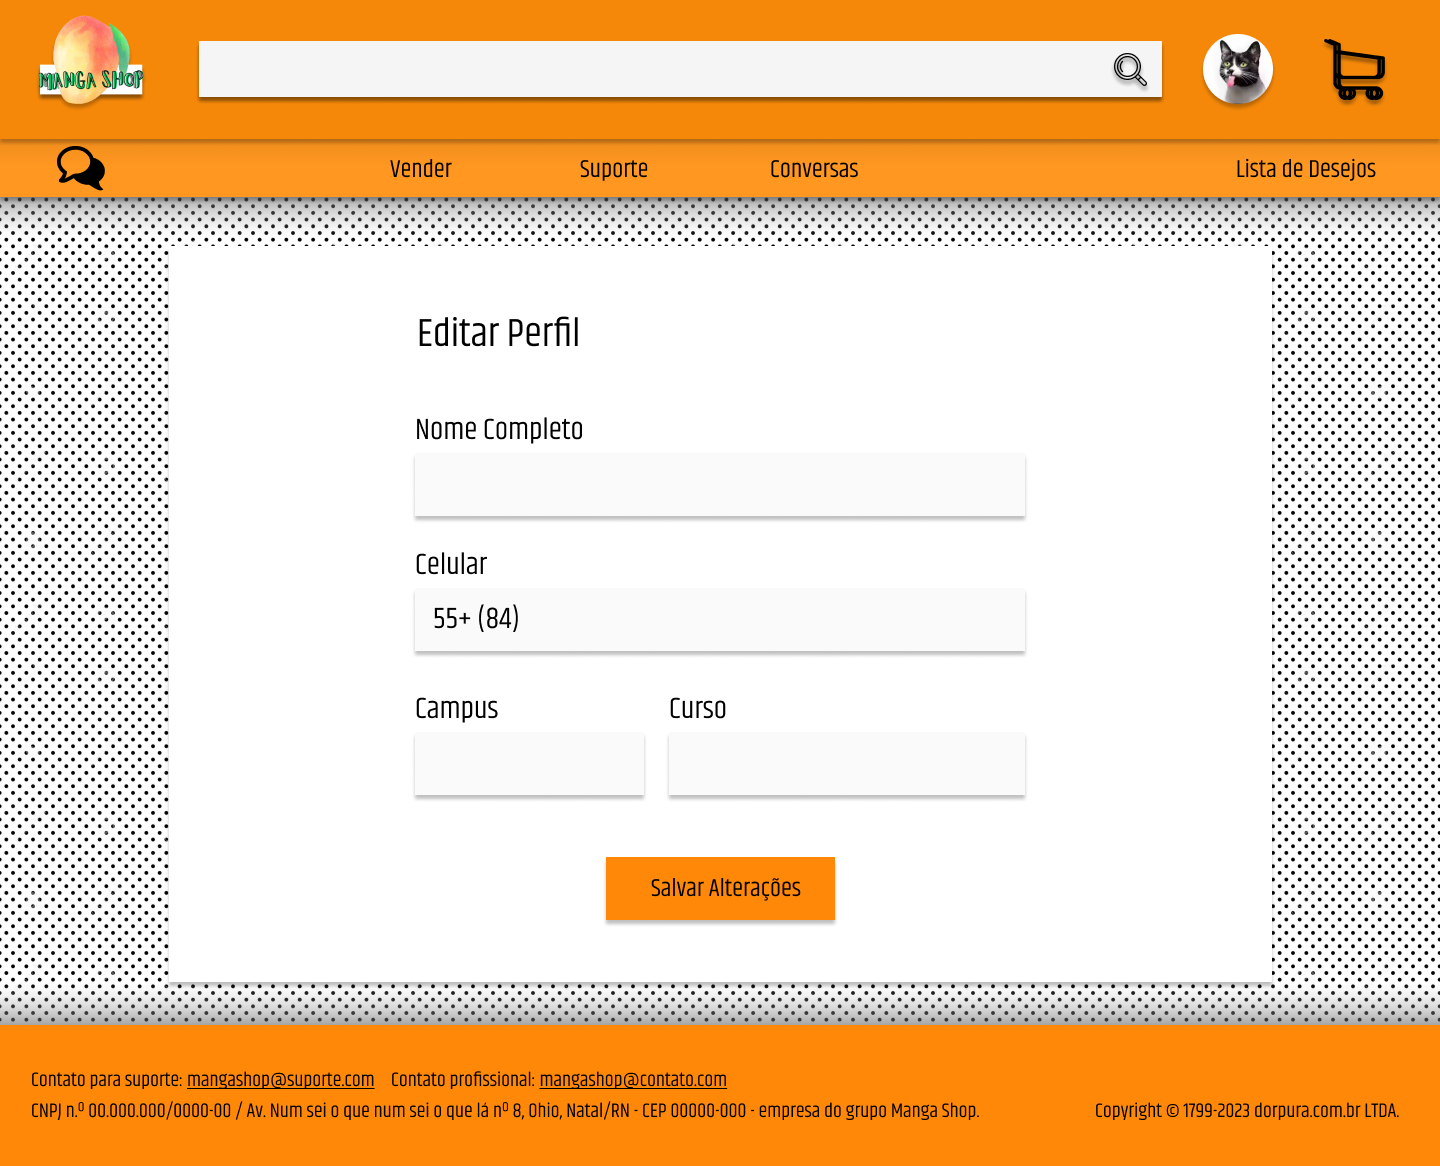 MANGA SHOP
Vender
Suporte
Conversas
Lista de Desejos
Editar Perfil
Nome Completo
Celular
55+ (84)
Campus
Curso
Salvar Alterações
Contato para suporte: mangashop@suporte.com Contato profissional: mangashop@contato.com
CNPJ n.º 00.000.000/0000-00 / Av. Num sei o que num sei o que lá nº 8, Ohio, Natal/RN - CEP 00000-000 - empresa do grupo Manga Shop.
Copyright © 1799-2023 dorpura.com.br LTDA.